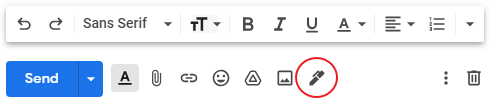 Sans Serif
B I U A
Send A